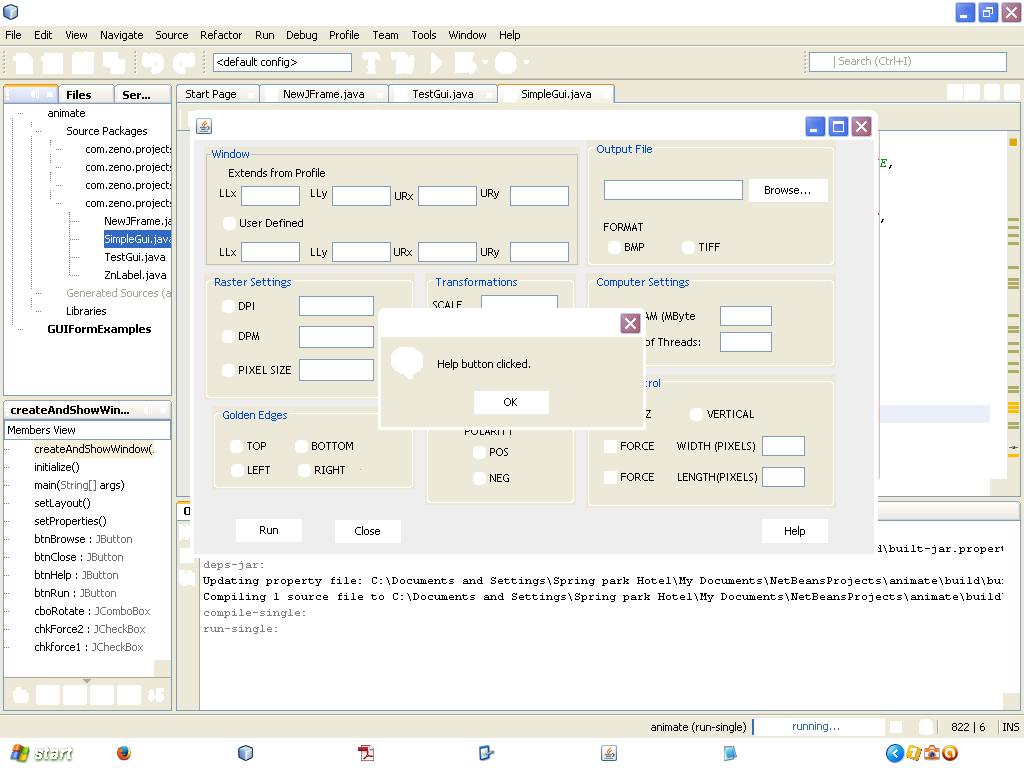 File Edit View Navigate Source Refactor Run Debug Profile Team Tools Window Help
<default config>
Search (Ctrl+I)
Files Ser...
Start Page NewJFrame.java TestGui.java SimpleGui.java
animate
Source Packages
com.zeno.projects
com.zeno.projects
com.zeno.projects
com.zeno.projects
NewJFrame.ja
SimpleGui.java
TestGui.java
ZnLabel.java
Generated Sources (a
Libraries
GUIFormExamples
createAndShowWin...
Members View
createAndShowWindow(
initialize()
main(String[] args)
setLayout()
setProperties()
btnBrowse : JButton
btnClose : JButton
btnHelp : JButton
btnRun : JButton
cboRotate : JComboBox
chkForce2 : JCheckBox
chkforce1 : JCheckBox
Window
Extends from Profile
LLx LLy URx URy
User Defined
LLx LLy URx URy
Output File
Browse...
FORMAT
BMP TIFF
Raster Settings
DPI
DPM
PIXEL SIZE
Transformations
SCALE
POLARITY
POS
NEG
Computer Settings
AM (MByte
of Threads:
Golden Edges
TOP BOTTOM
LEFT RIGHT
rol
Z VERTICAL
FORCE WIDTH (PIXELS)
FORCE LENGTH(PIXELS)
Help button clicked.
OK
Run Close Help
d\built-jar.propert
deps-jar:
Updating property file: C:\Documents and Settings\Spring park Hotel\My Documents\NetBeansProjects\animate\build\bu
Compiling 1 source file to C:\Documents and Settings\Spring park Hotel\My Documents\NetBeansProjects\animate\build
compile-single:
run-single:
animate (run-single) running... 822 | 6 INS
start